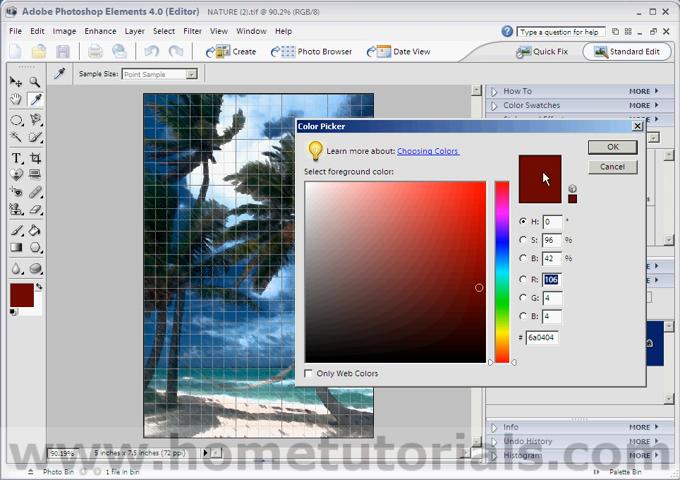 Adobe Photoshop Elements 4.0 (Editor) NATURE (2).tif @ 90.2% (RGB/8)
File Edit Image Enhance Layer Select Filter View Window Help Type a question for help
Create Photo Browser Date View Quick Fix Standard Edit
Sample Size: Point Sample
How To MORE
Color Swatches MORE
MORE
Color Picker
Learn more about: Choosing Colors
Select foreground color:
OK
Cancel
H: 0 °
S: 96 %
B: 42 %
R: 106
G: 4
B: 4
# 6a0404
Only Web Colors
MORE
MORE
Info MORE
Undo History MORE
Histogram MORE
www.hometutorials.com
90.19% 5 inches x 7.5 inches (72 ppi)
Photo Bin 1 file in bin Palette Bin